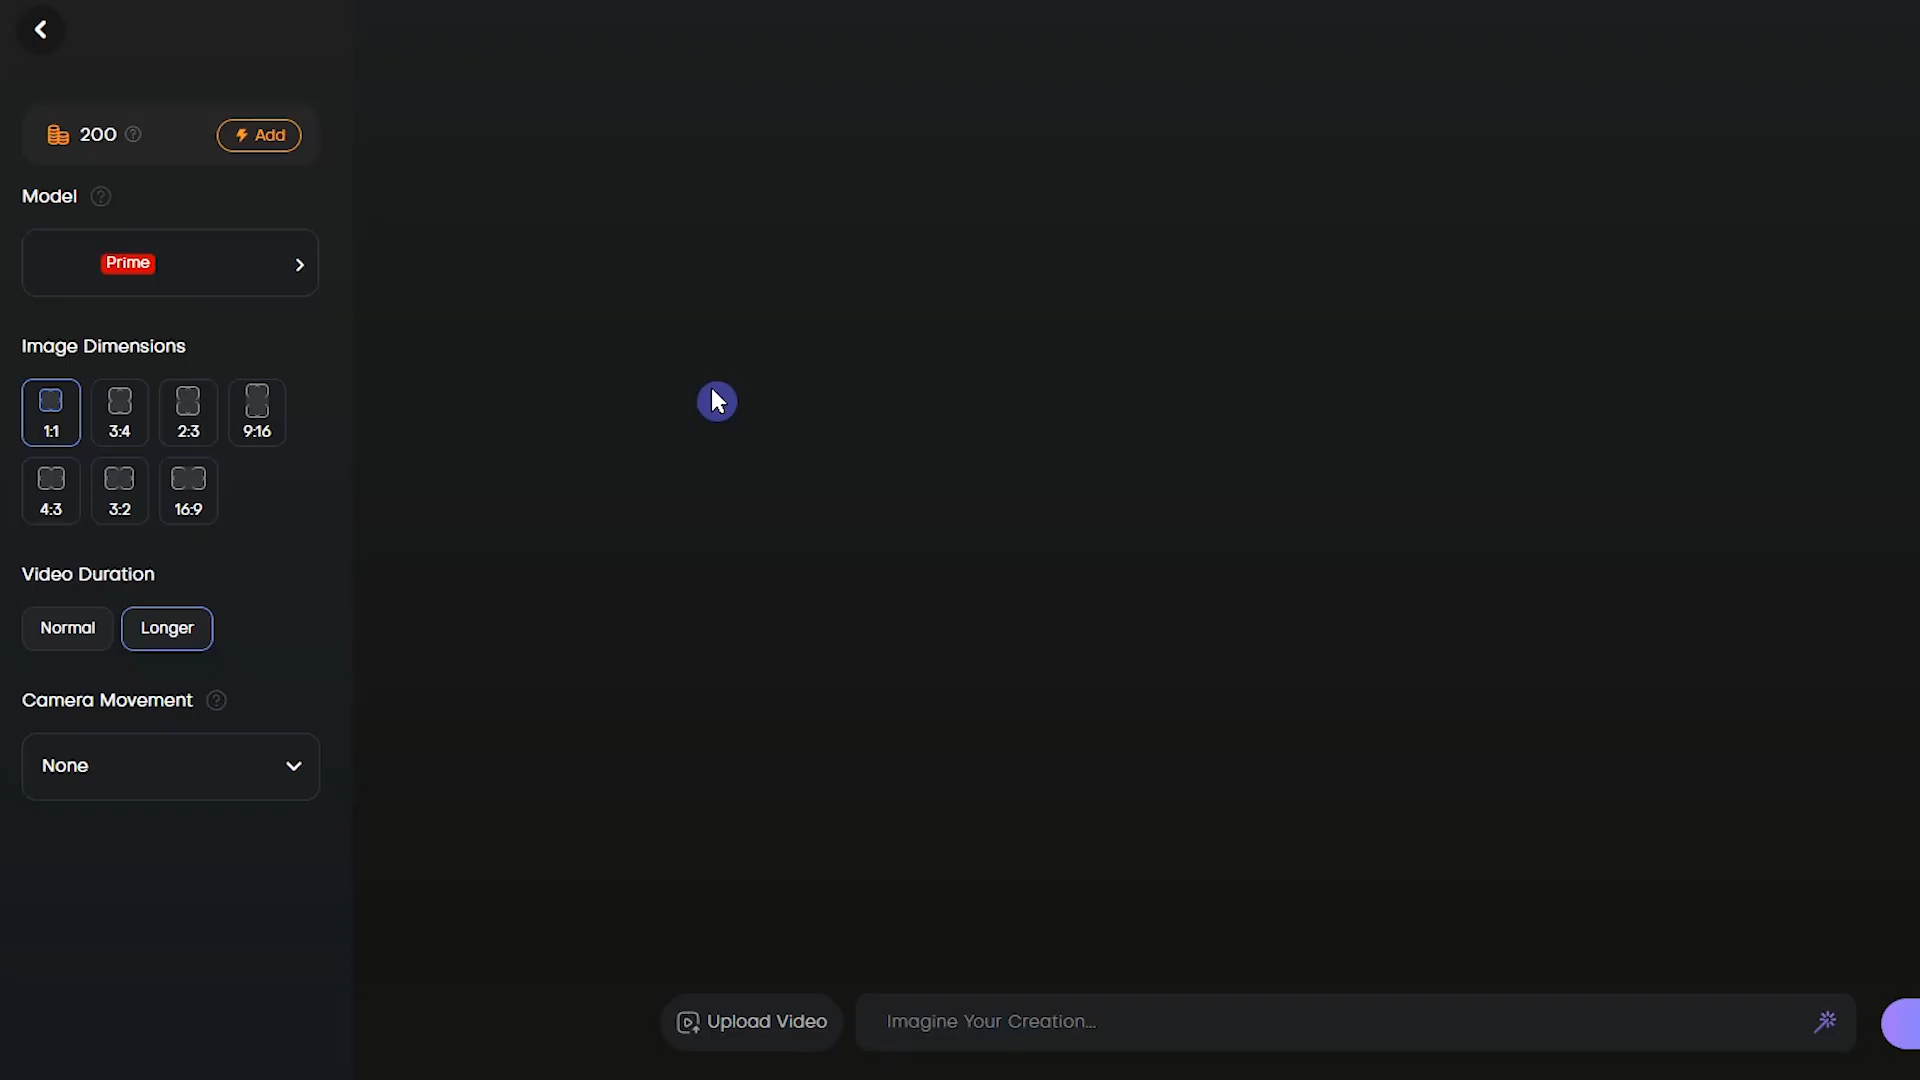 200
Add
Model
Prime
Image Dimensions
1:1 3:4 2:3 9:16
4:3 3:2 16:9
Video Duration
Normal Longer
Camera Movement
None
Upload Video
Imagine Your Creation...